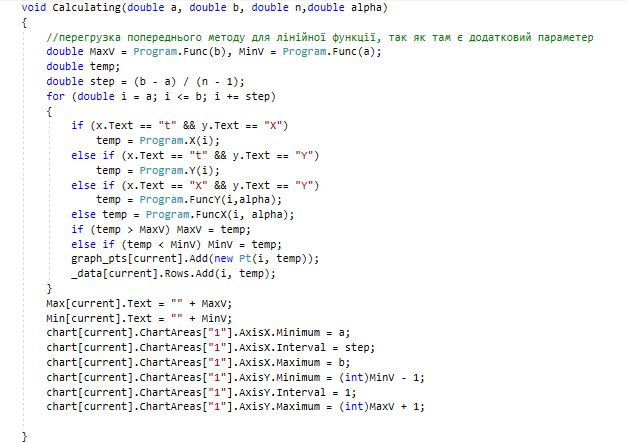 void Calculating(double a, double b, double n,double alpha)
{
//перегрузка попереднього методу для лінійної функції, так як там є додатковий параметер
double MaxV = Program.Func(b), MinV = Program.Func(a);
double temp;
double step = (b - a) / (n - 1);
for (double i = a; i <= b; i += step)
{
if (x.Text == "t" && y.Text == "X")
temp = Program.X(i);
else if (x.Text == "t" && y.Text == "Y")
temp = Program.Y(i);
else if (x.Text == "X" && y.Text == "Y")
temp = Program.FuncY(i,alpha);
else temp = Program.FuncX(i, alpha);
if (temp > MaxV) MaxV = temp;
else if (temp < MinV) MinV = temp;
graph_pts[current].Add(new Pt(i, temp));
_data[current].Rows.Add(i, temp);
}
Max[current].Text = "" + MaxV;
Min[current].Text = "" + MinV;
chart[current].ChartAreas["1"].AxisX.Minimum = a;
chart[current].ChartAreas["1"].AxisX.Interval = step;
chart[current].ChartAreas["1"].AxisX.Maximum = b;
chart[current].ChartAreas["1"].AxisY.Minimum = (int)MinV - 1;
chart[current].ChartAreas["1"].AxisY.Interval = 1;
chart[current].ChartAreas["1"].AxisY.Maximum = (int)MaxV + 1;
}